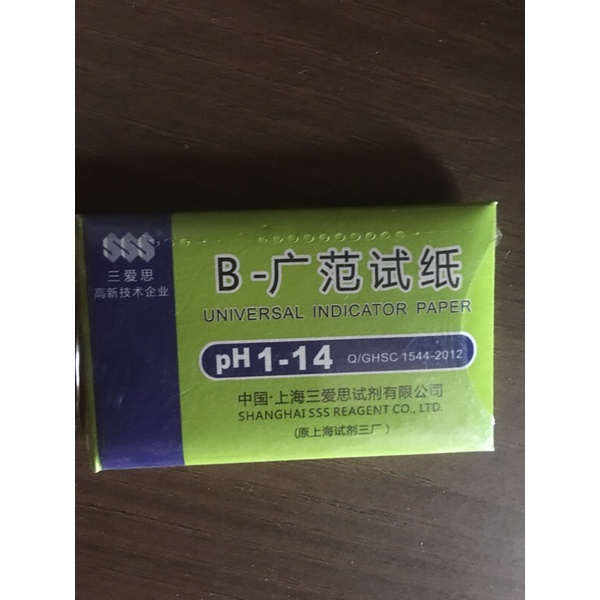 SSS
三爱思
高新技术企业
B-广范试纸
UNIVERSAL INDICATOR PAPER
pH 1-14 Q/GHSC 1544-2012
中国·上海三爱思试剂有限公司
SHANGHAI SSS REAGENT CO., LTD.
(原上海试剂三厂)